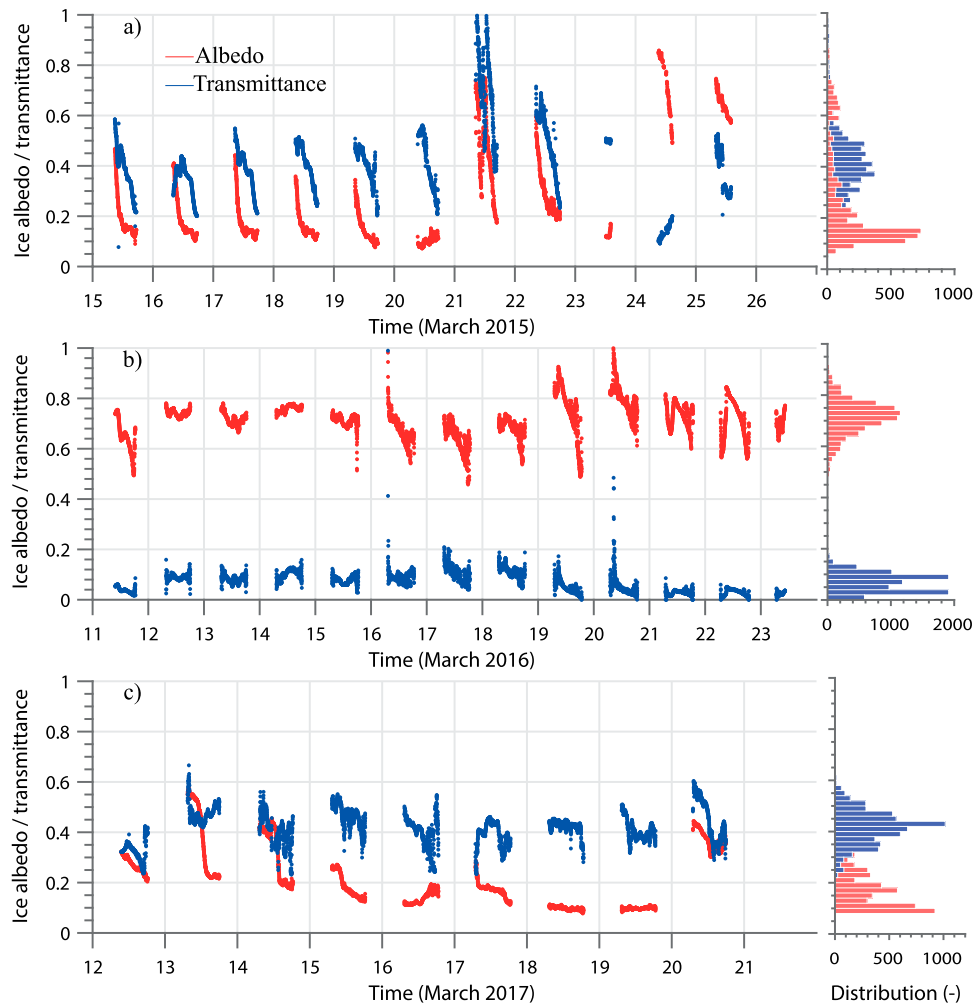 a)
Albedo
Transmittance
Ice albedo / transmittance
1
0.8
0.6
0.4
0.2
0
15 16 17 18 19 20 21 22 23 24 25 26
Time (March 2015)
0 500 1000
b)
Ice albedo / transmittance
1
0.8
0.6
0.4
0.2
0
11 12 13 14 15 16 17 18 19 20 21 22 23
Time (March 2016)
0 1000 2000
c)
Ice albedo / transmittance
1
0.8
0.6
0.4
0.2
0
12 13 14 15 16 17 18 19 20 21
Time (March 2017)
0 500 1000
Distribution (-)